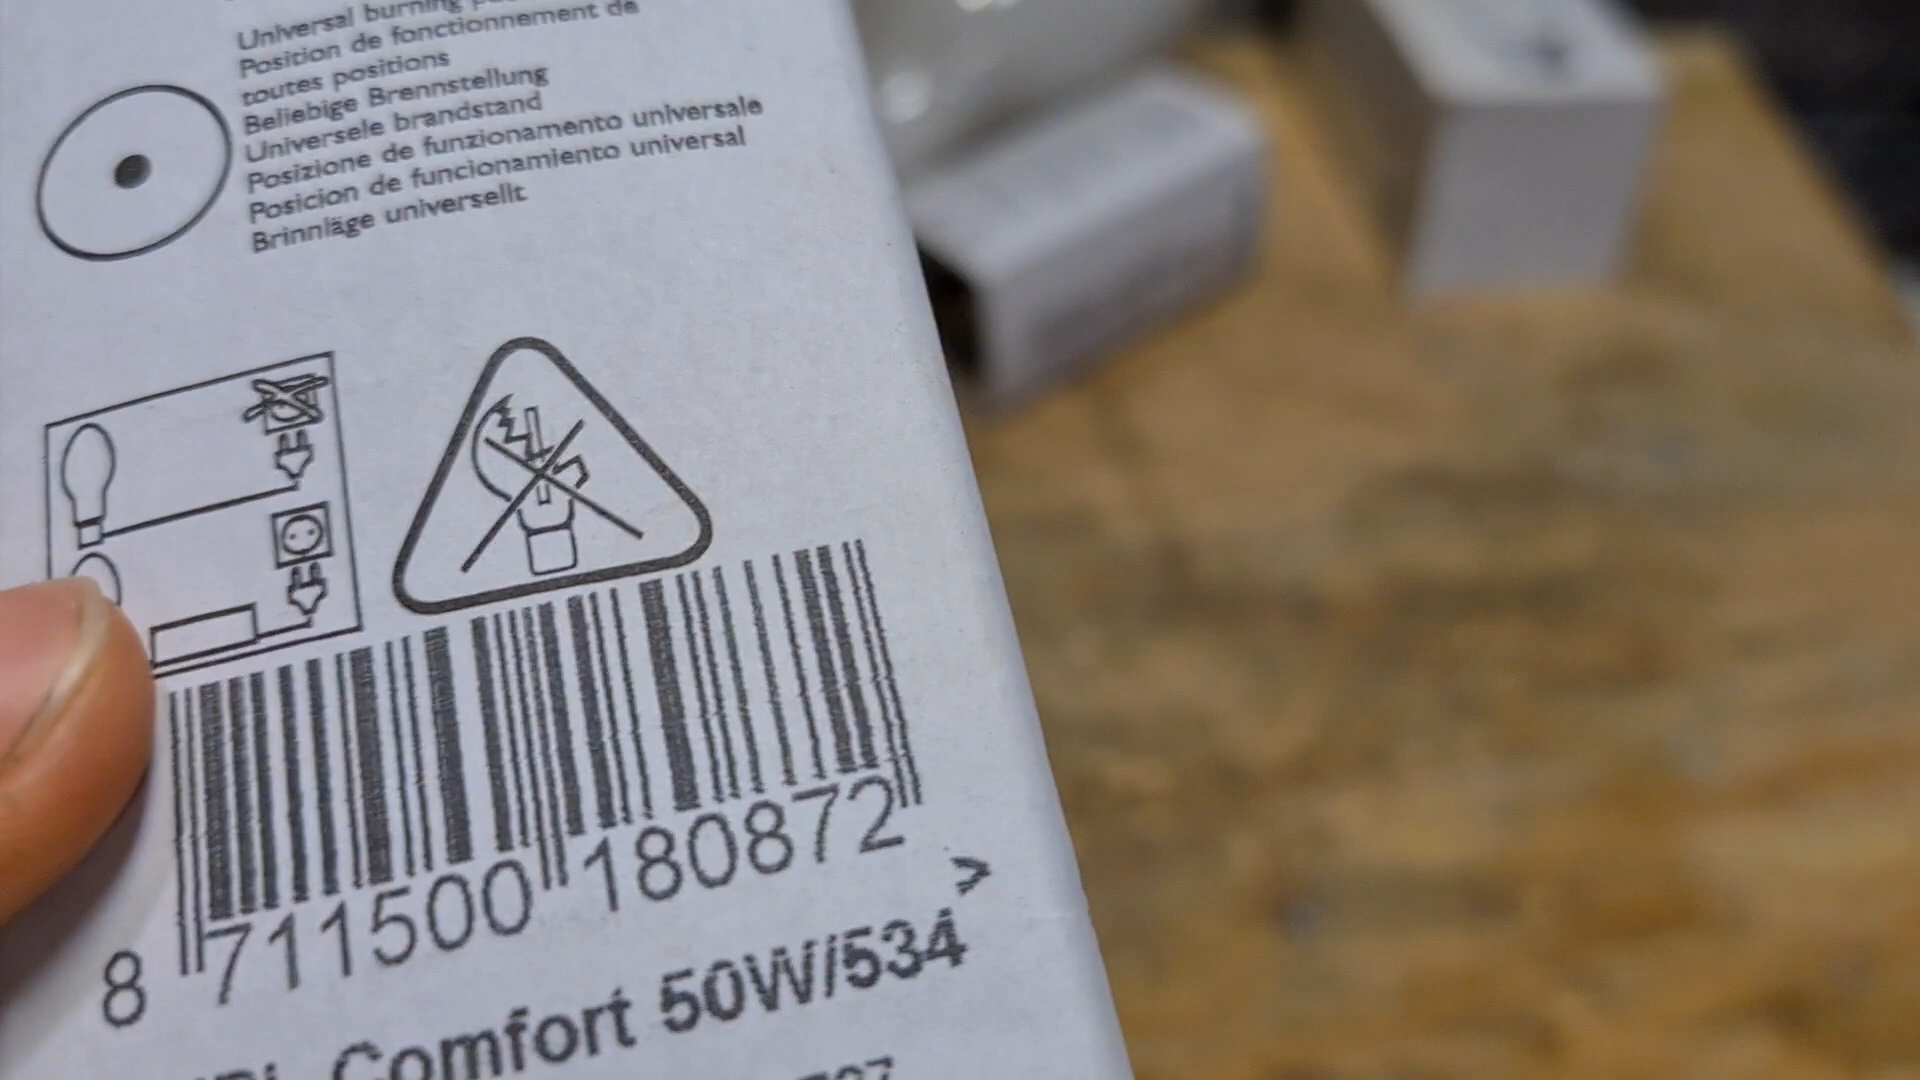 Universal burning
Position de fonctionnement de
toutes positions
Beliebige Brennstellung
Universele brandstand
Posizione de funzionamento universale
Posicion de funcionamiento universal
Brinnläge universellt
8 711500 180872 >
Comfort 50W/534